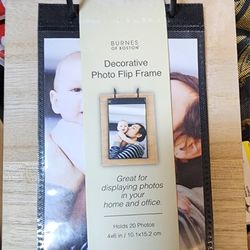 BURNES
OF BOSTON
Decorative
Photo Flip Frame
Great for
displaying photos
in your
home and office.
Holds 20 Photos
4x6 in / 10.1x15.2 cm